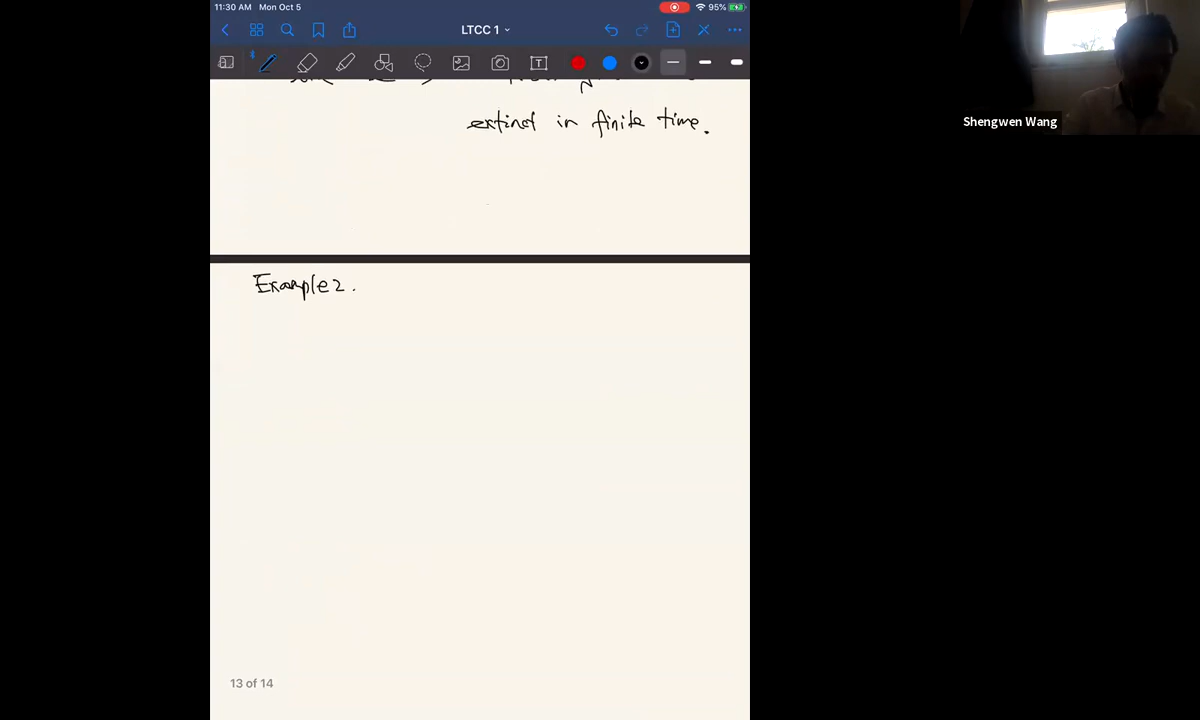 11:30 AM Mon Oct 5
95%
LTCC 1
T
extinct in finite time.
Shengwen Wang
Example 2.
13 of 14